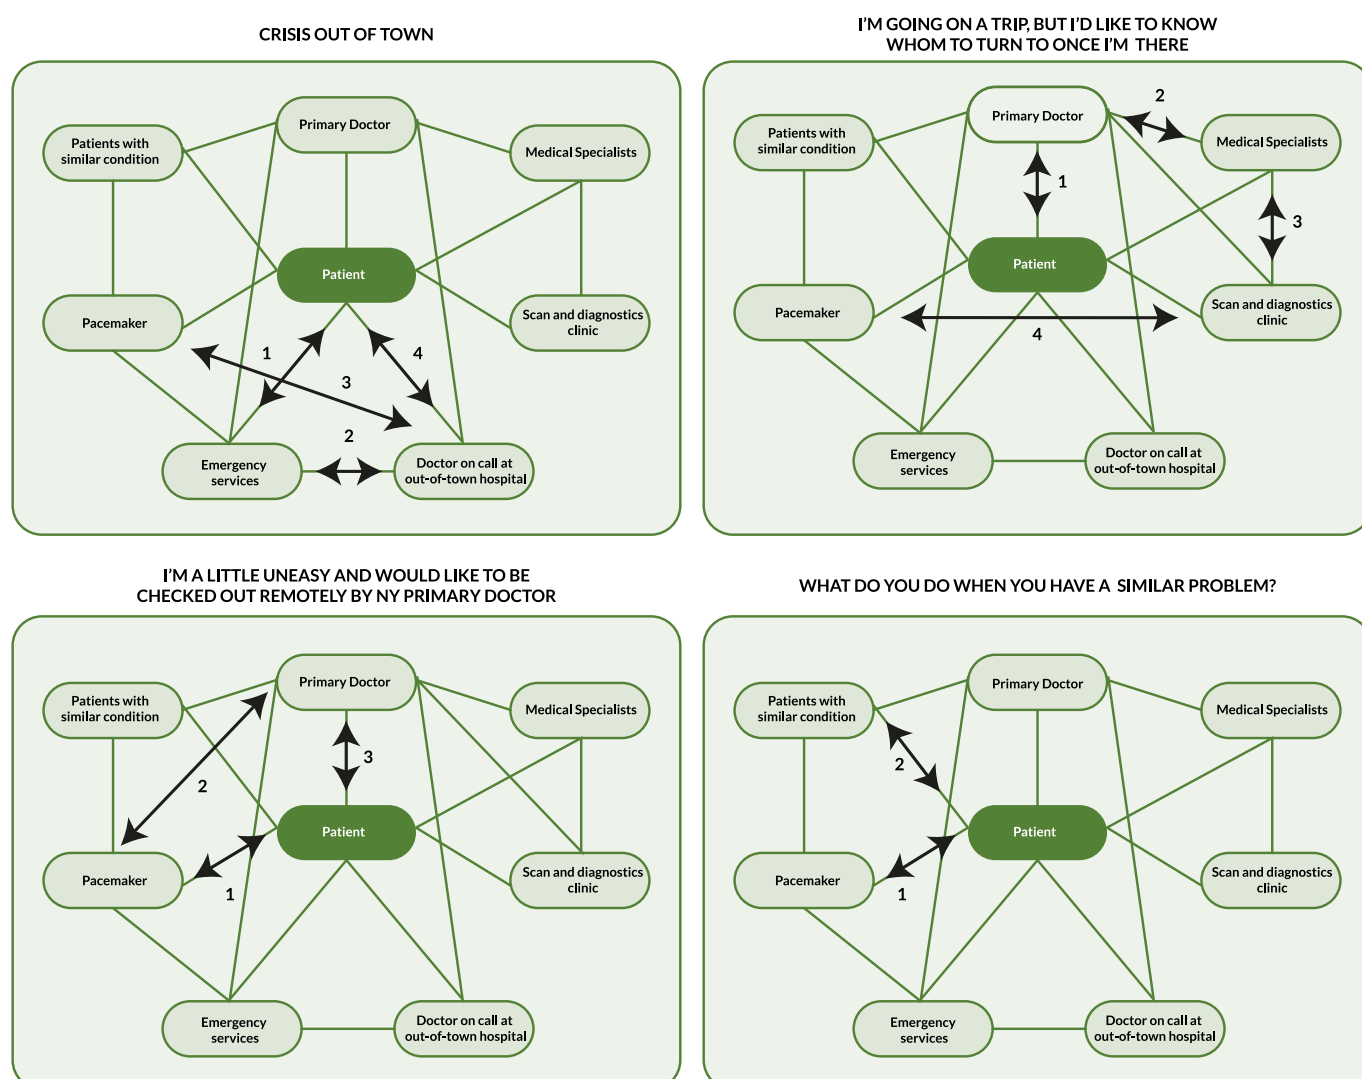 CRISIS OUT OF TOWN
Primary Doctor
Patients with
similar condition
Medical Specialists
Patient
Pacemaker
Scan and diagnostics
clinic
1
4
3
2
Emergency
services
Doctor on call at
out-of-town hospital
I'M GOING ON A TRIP, BUT I'D LIKE TO KNOW
WHOM TO TURN TO ONCE I'M THERE
2
Primary Doctor
Patients with
similar condition
Medical Specialists
1
3
Patient
Pacemaker
Scan and diagnostics
clinic
4
Emergency
services
Doctor on call at
out-of-town hospital
I'M A LITTLE UNEASY AND WOULD LIKE TO BE
CHECKED OUT REMOTELY BY NY PRIMARY DOCTOR
Primary Doctor
Patients with
similar condition
Medical Specialists
3
2
Patient
Pacemaker
Scan and diagnostics
clinic
1
Emergency
services
Doctor on call at
out-of-town hospital
WHAT DO YOU DO WHEN YOU HAVE A SIMILAR PROBLEM?
Primary Doctor
Patients with
similar condition
Medical Specialists
2
Patient
Pacemaker
Scan and diagnostics
clinic
1
Emergency
services
Doctor on call at
out-of-town hospital